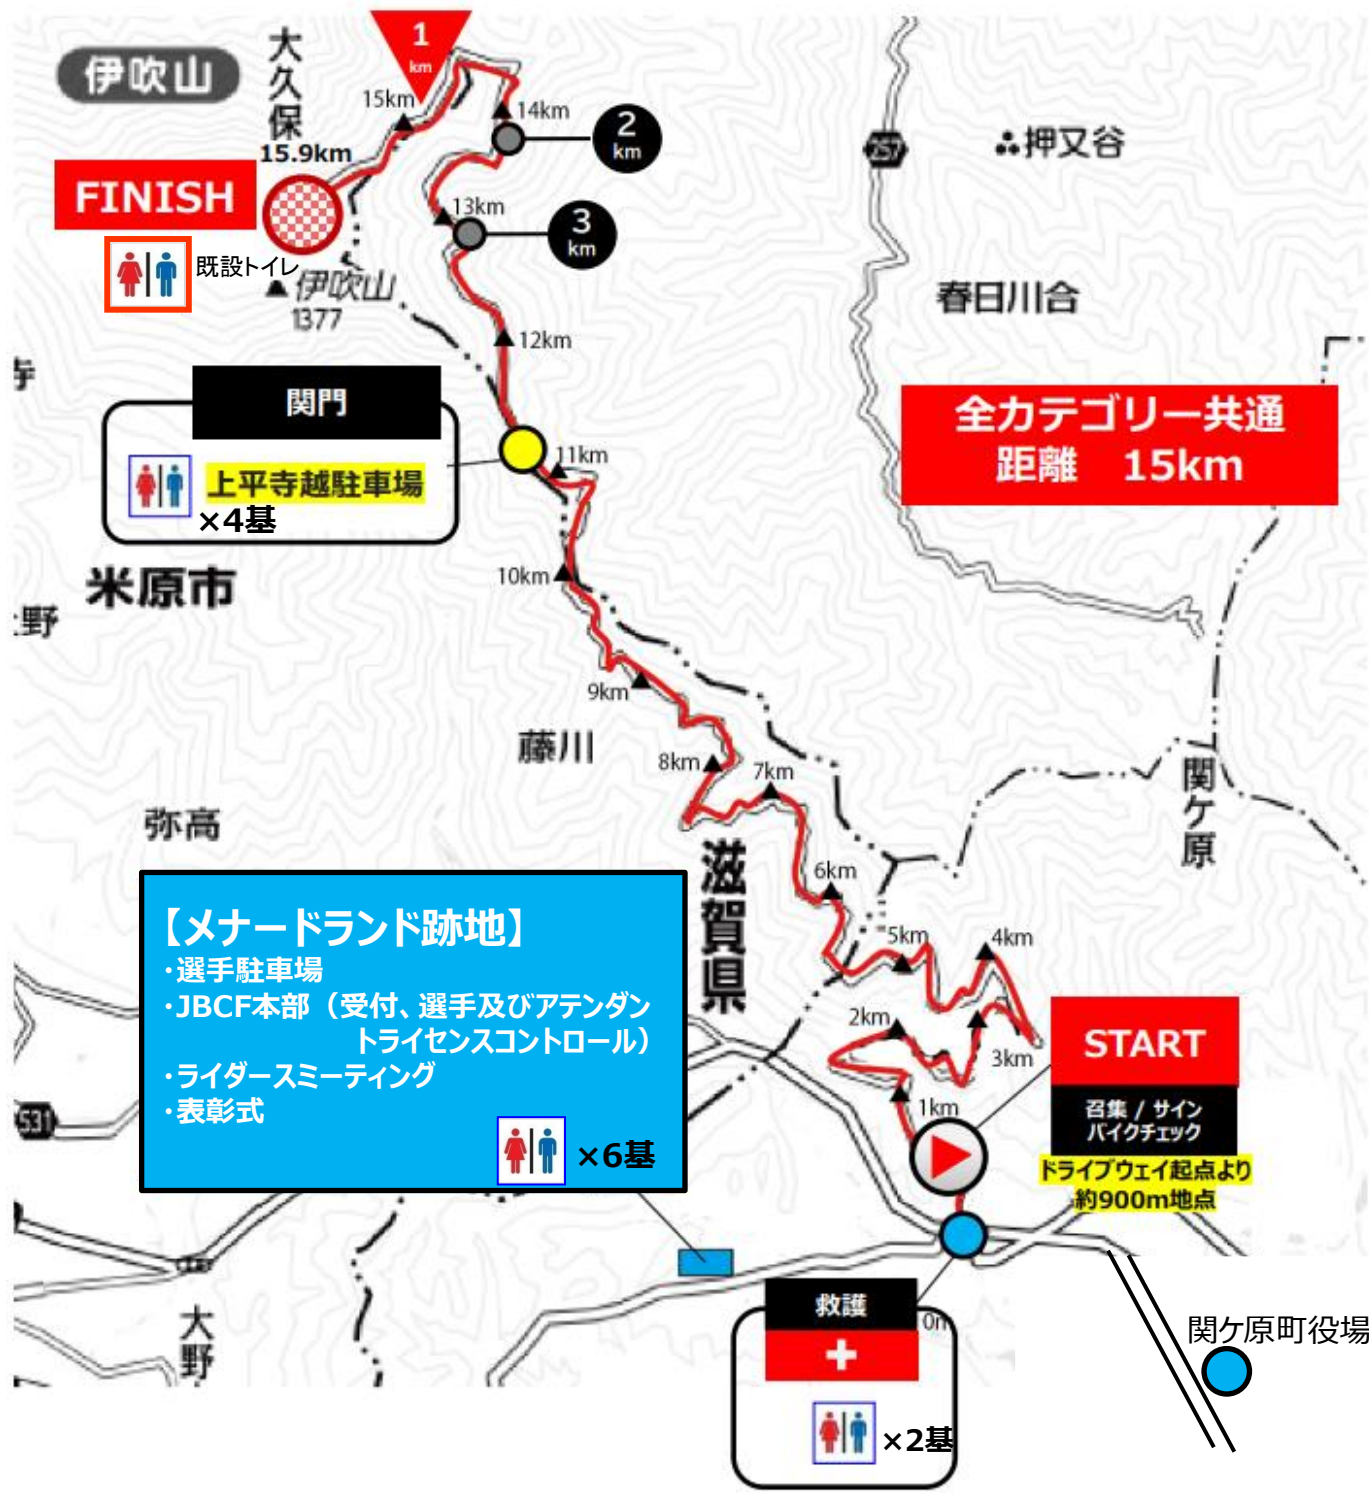 伊吹山
大久保
1
km
15km
14km
2
km
15.9km
FINISH
13km
3
km
既設トイレ
伊吹山
1377
12km
257
押又谷
春日川合
寺
関門
上平寺越駐車場
×4基
11km
全カテゴリー共通
距離 15km
10km
米原市
野
9km
藤川
8km
7km
関ケ原
弥高
滋賀県
6km
5km
4km
【メナードランド跡地】
・選手駐車場
・JBCF本部（受付、選手及びアテンダン
トライセンスコントロール）
・ライダースミーティング
・表彰式
×6基
2km
3km
START
召集 / サイン
バイクチェック
ドライブウェイ起点より
約900m地点
1km
531
大野
救護
0m
×2基
関ケ原町役場